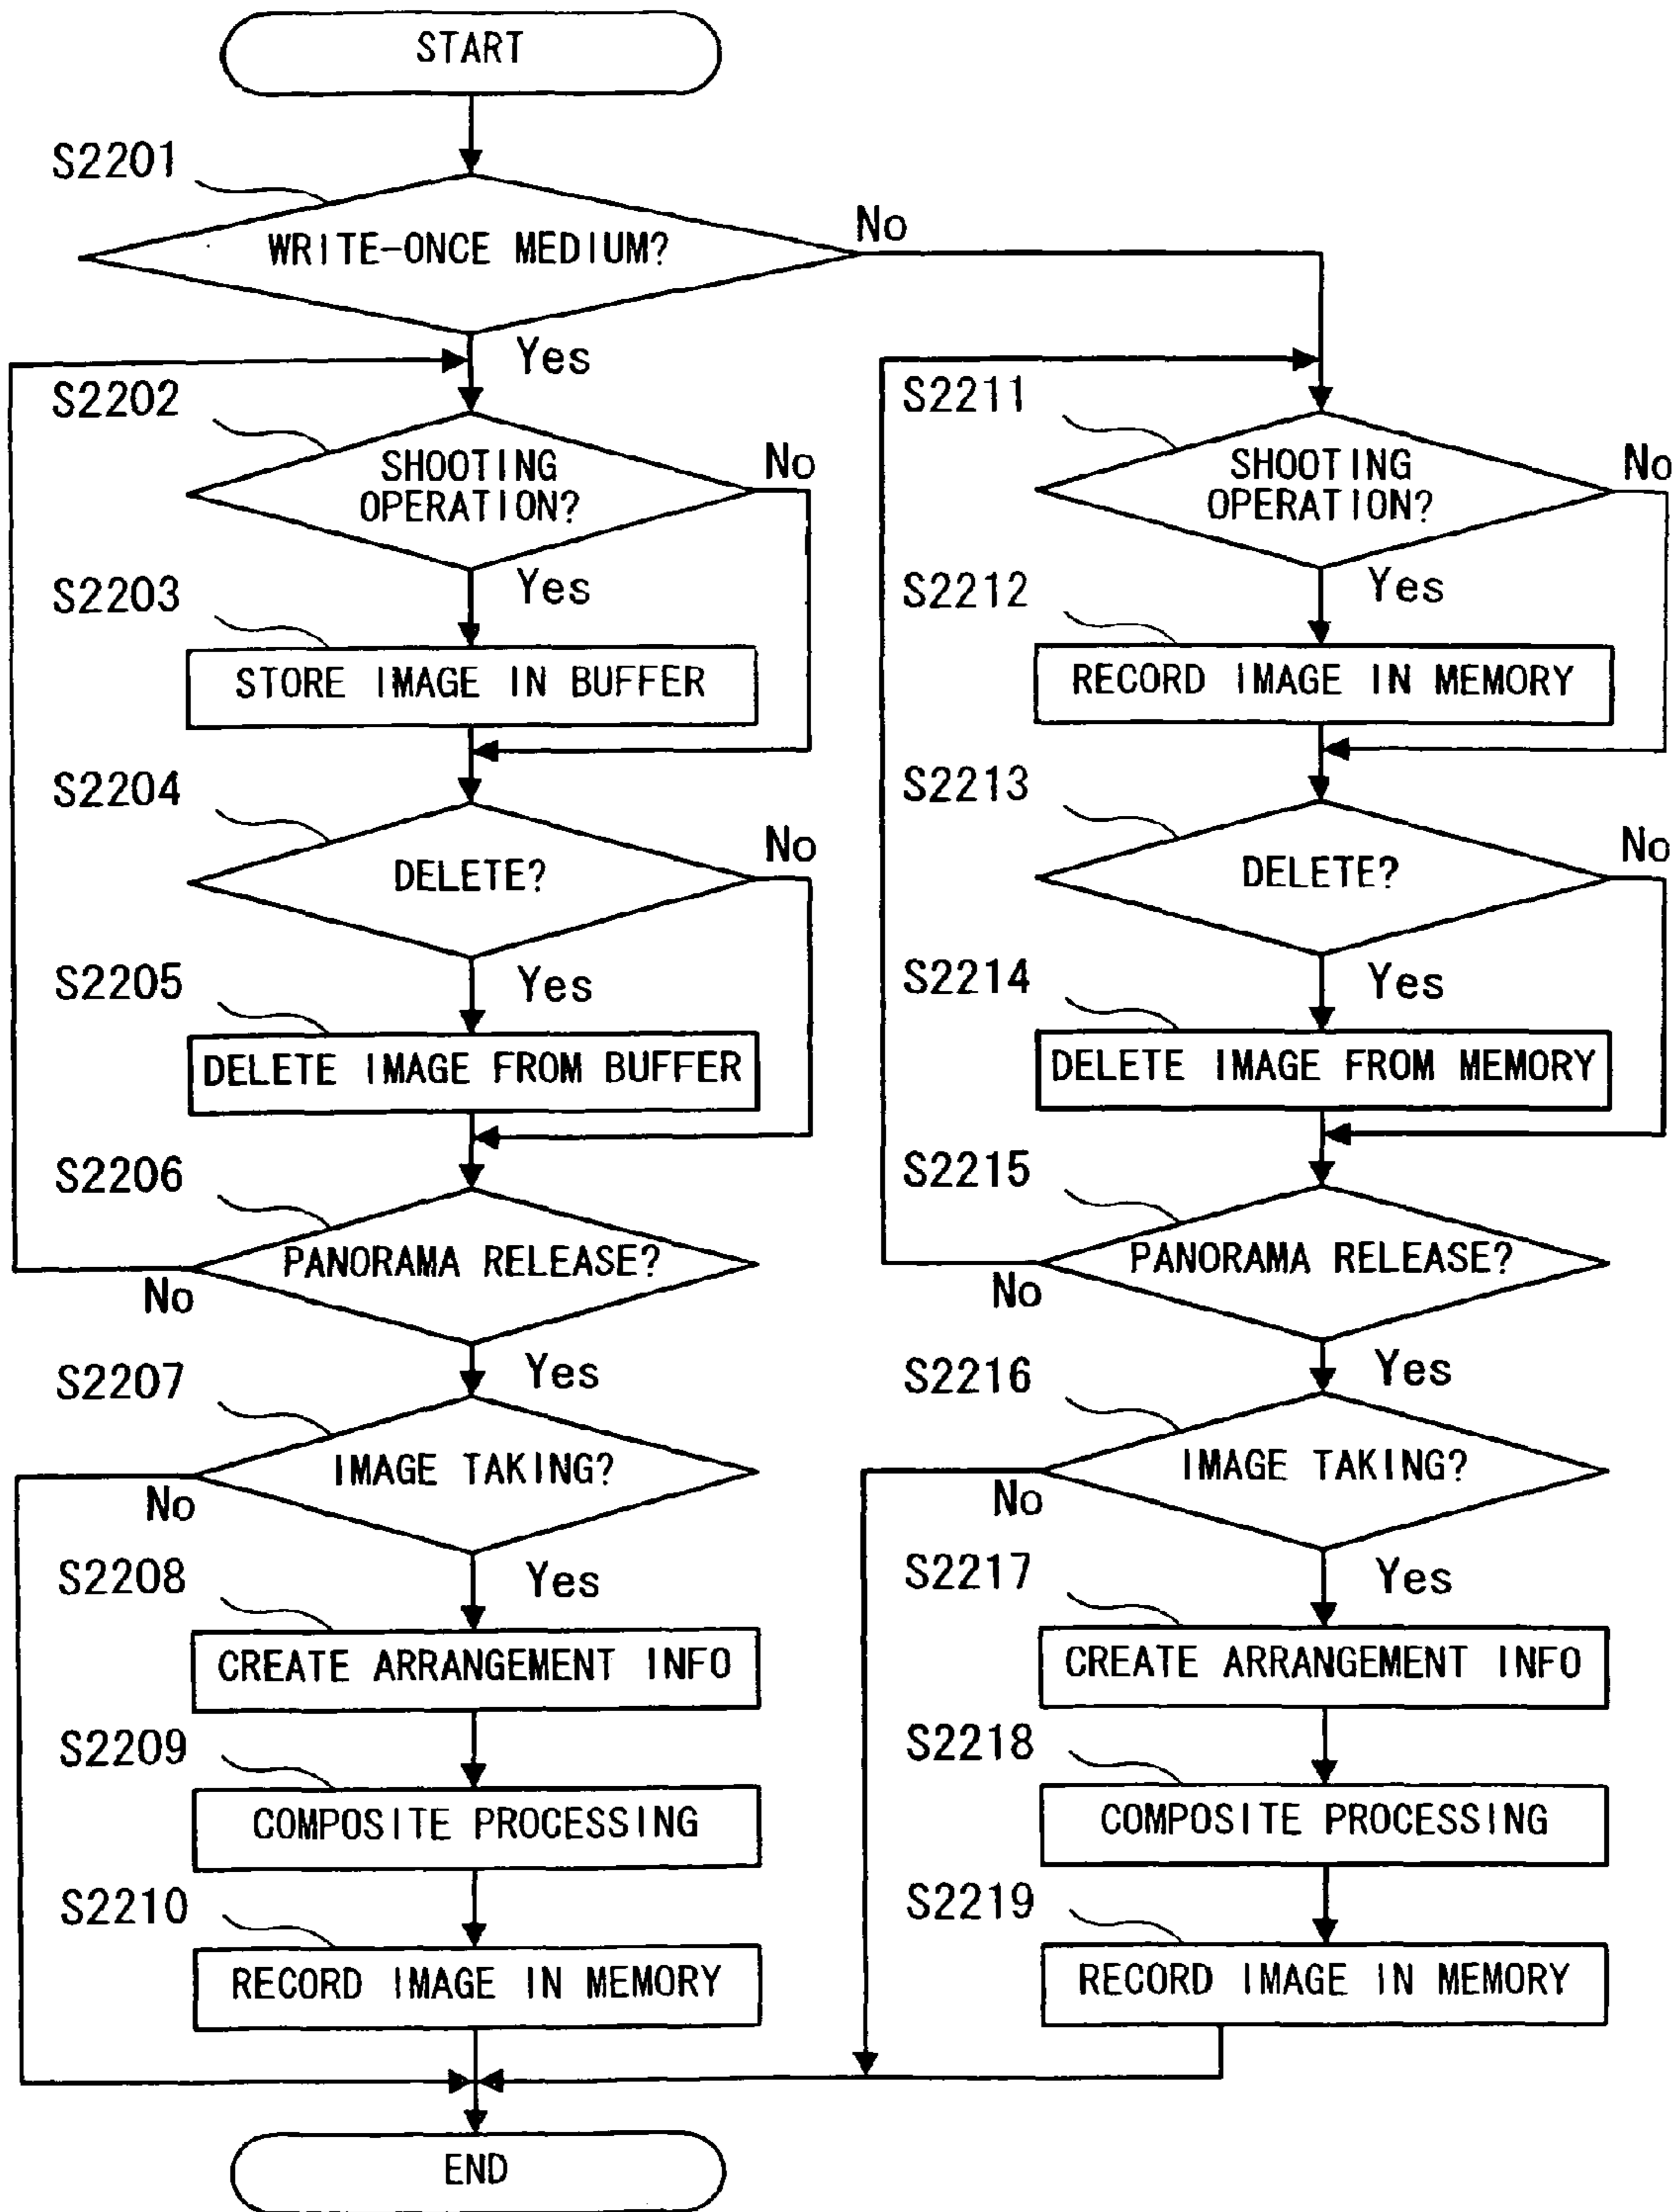 START
S2201
WRITE-ONCE MEDIUM?
No
Yes
S2202
SHOOTING
OPERATION?
No
Yes
S2203
STORE IMAGE IN BUFFER
S2204
DELETE?
No
Yes
S2205
DELETE IMAGE FROM BUFFER
S2206
PANORAMA RELEASE?
No
Yes
S2207
IMAGE TAKING?
No
Yes
S2208
CREATE ARRANGEMENT INFO
S2209
COMPOSITE PROCESSING
S2210
RECORD IMAGE IN MEMORY
S2211
SHOOTING
OPERATION?
No
Yes
S2212
RECORD IMAGE IN MEMORY
S2213
DELETE?
No
Yes
S2214
DELETE IMAGE FROM MEMORY
S2215
PANORAMA RELEASE?
No
Yes
S2216
IMAGE TAKING?
No
Yes
S2217
CREATE ARRANGEMENT INFO
S2218
COMPOSITE PROCESSING
S2219
RECORD IMAGE IN MEMORY
END